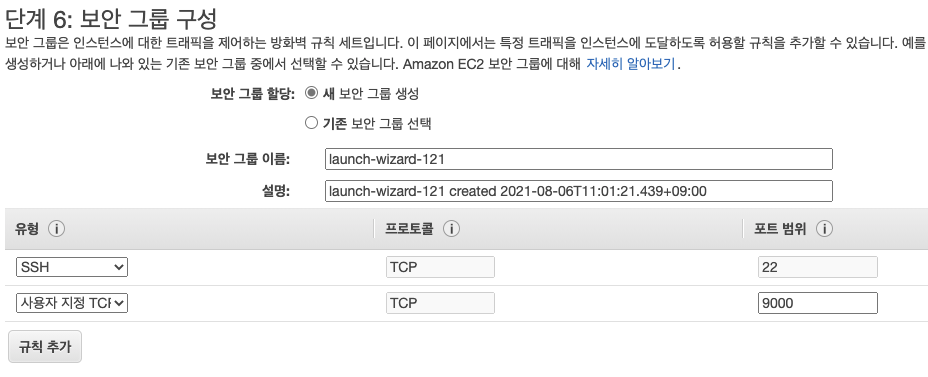 단계 6: 보안 그룹 구성
보안 그룹은 인스턴스에 대한 트래픽을 제어하는 방화벽 규칙 세트입니다. 이 페이지에서는 특정 트래픽을 인스턴스에 도달하도록 허용할 규칙을 추가할 수 있습니다. 예를
생성하거나 아래에 나와 있는 기존 보안 그룹 중에서 선택할 수 있습니다. Amazon EC2 보안 그룹에 대해 자세히 알아보기.
보안 그룹 할당: 새 보안 그룹 생성
기존 보안 그룹 선택
보안 그룹 이름: launch-wizard-121
설명: launch-wizard-121 created 2021-08-06T11:01:21.439+09:00
유형 i 프로토콜 i 포트 범위 i
SSH TCP 22
사용자 지정 TCP TCP 9000
규칙 추가